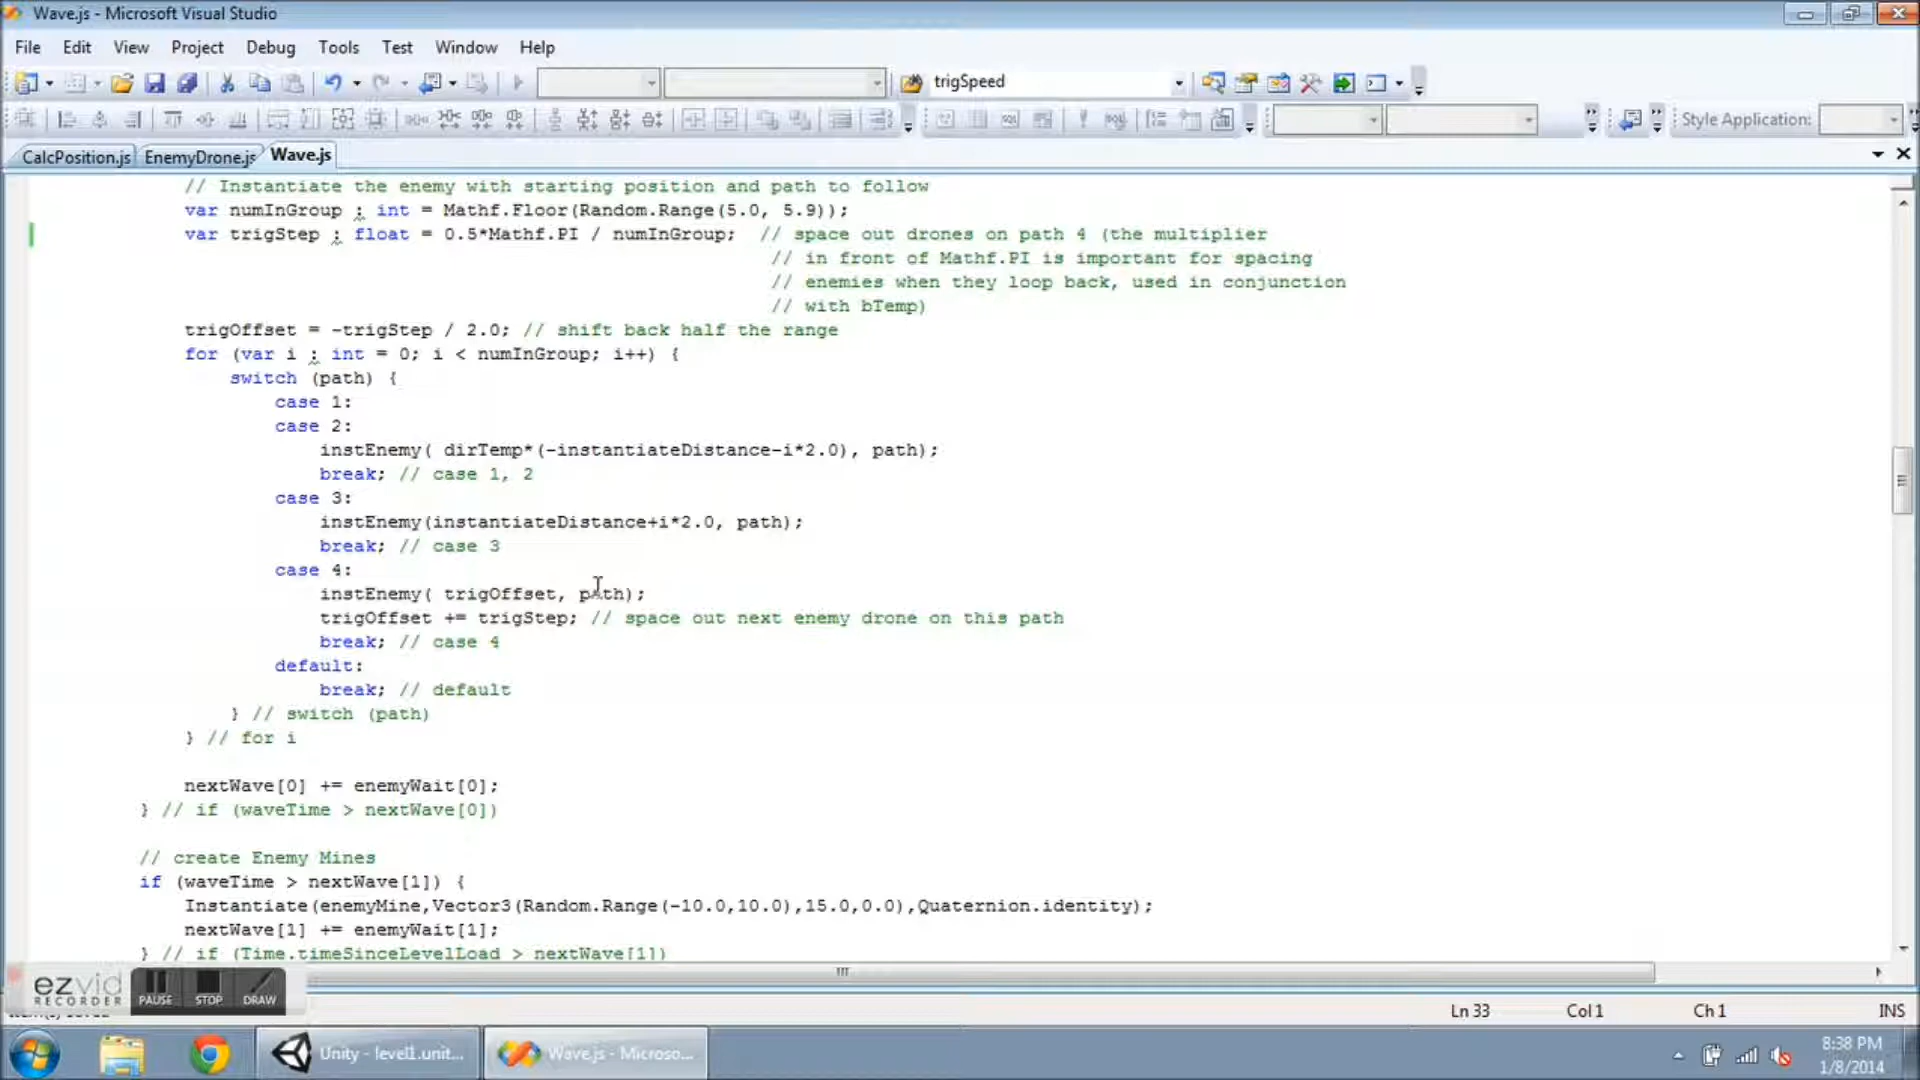 Wave.js - Microsoft Visual Studio
File Edit View Project Debug Tools Test Window Help
trigSpeed
Style Application:
CalcPosition.js EnemyDrone.js Wave.js
// Instantiate the enemy with starting position and path to follow
var numInGroup : int = Mathf.Floor(Random.Range(5.0, 5.9));
var trigStep : float = 0.5*Mathf.PI / numInGroup; // space out drones on path 4 (the multiplier
// in front of Mathf.PI is important for spacing
// enemies when they loop back, used in conjunction
// with bTemp)
trigOffset = -trigStep / 2.0; // shift back half the range
for (var i : int = 0; i < numInGroup; i++) {
switch (path) {
case 1:
case 2:
instEnemy( dirTemp*(-instantiateDistance-i*2.0), path);
break; // case 1, 2
case 3:
instEnemy(instantiateDistance+i*2.0, path);
break; // case 3
case 4:
instEnemy( trigOffset, path);
trigOffset += trigStep; // space out next enemy drone on this path
break; // case 4
default:
break; // default
} // switch (path)
} // for i
nextWave[0] += enemyWait[0];
} // if (waveTime > nextWave[0])
// create Enemy Mines
if (waveTime > nextWave[1]) {
Instantiate(enemyMine,Vector3(Random.Range(-10.0,10.0),15.0,0.0),Quaternion.identity);
nextWave[1] += enemyWait[1];
} // if (Time.timeSinceLevelLoad > nextWave[1])
ezvid
RECORDER
PAUSE STOP DRAW
Ln 33 Col 1 Ch 1 INS
Unity - level1.unit... Wave.js - Microso...
8:38 PM
1/8/2014